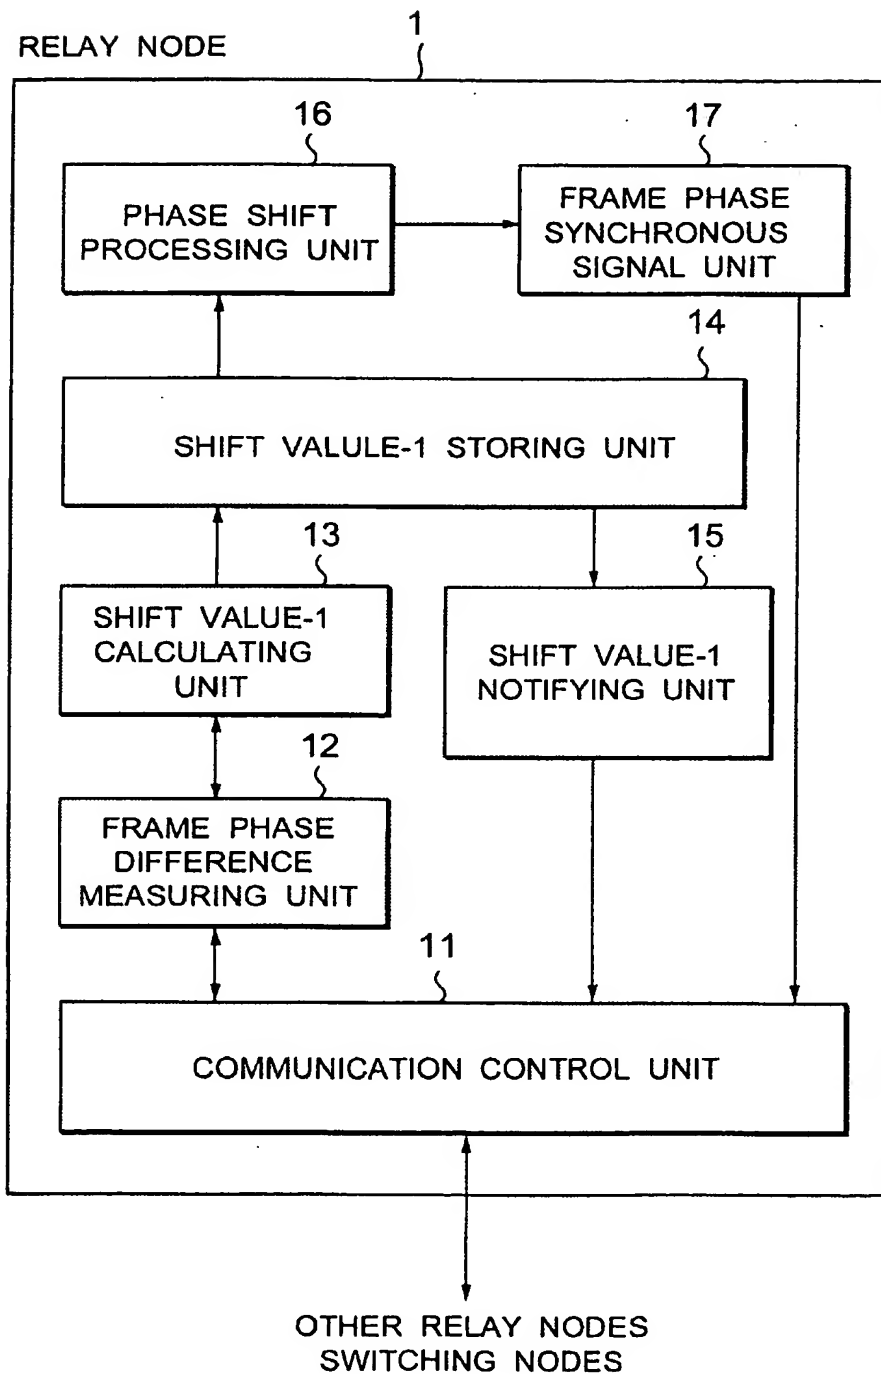 1
RELAY NODE
16
17
PHASE SHIFT
PROCESSING UNIT
FRAME PHASE
SYNCHRONOUS
SIGNAL UNIT
14
SHIFT VALULE-1 STORING UNIT
13
15
SHIFT VALUE-1
CALCULATING
UNIT
SHIFT VALUE-1
NOTIFYING UNIT
12
FRAME PHASE
DIFFERENCE
MEASURING UNIT
11
COMMUNICATION CONTROL UNIT
OTHER RELAY NODES
SWITCHING NODES